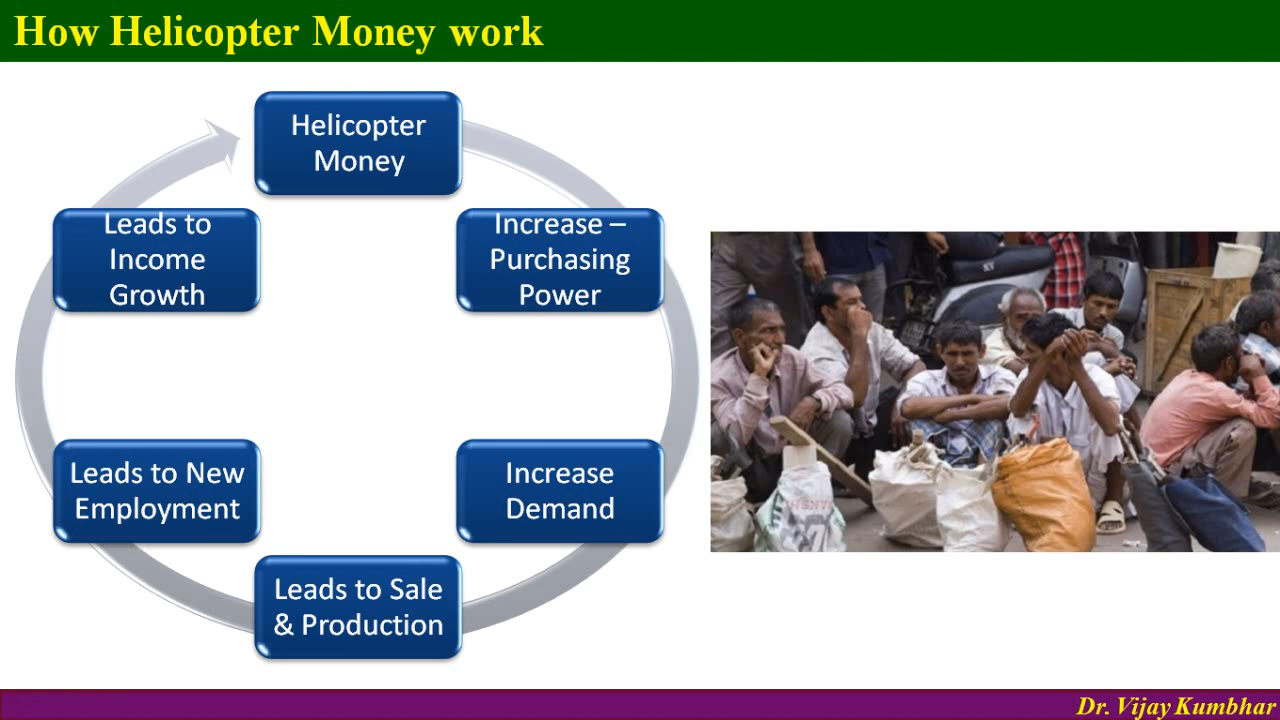 How Helicopter Money work
Helicopter
Money
Increase –
Purchasing
Power
Increase
Demand
Leads to Sale
& Production
Leads to New
Employment
Leads to
Income
Growth
Dr. Vijay Kumbhar